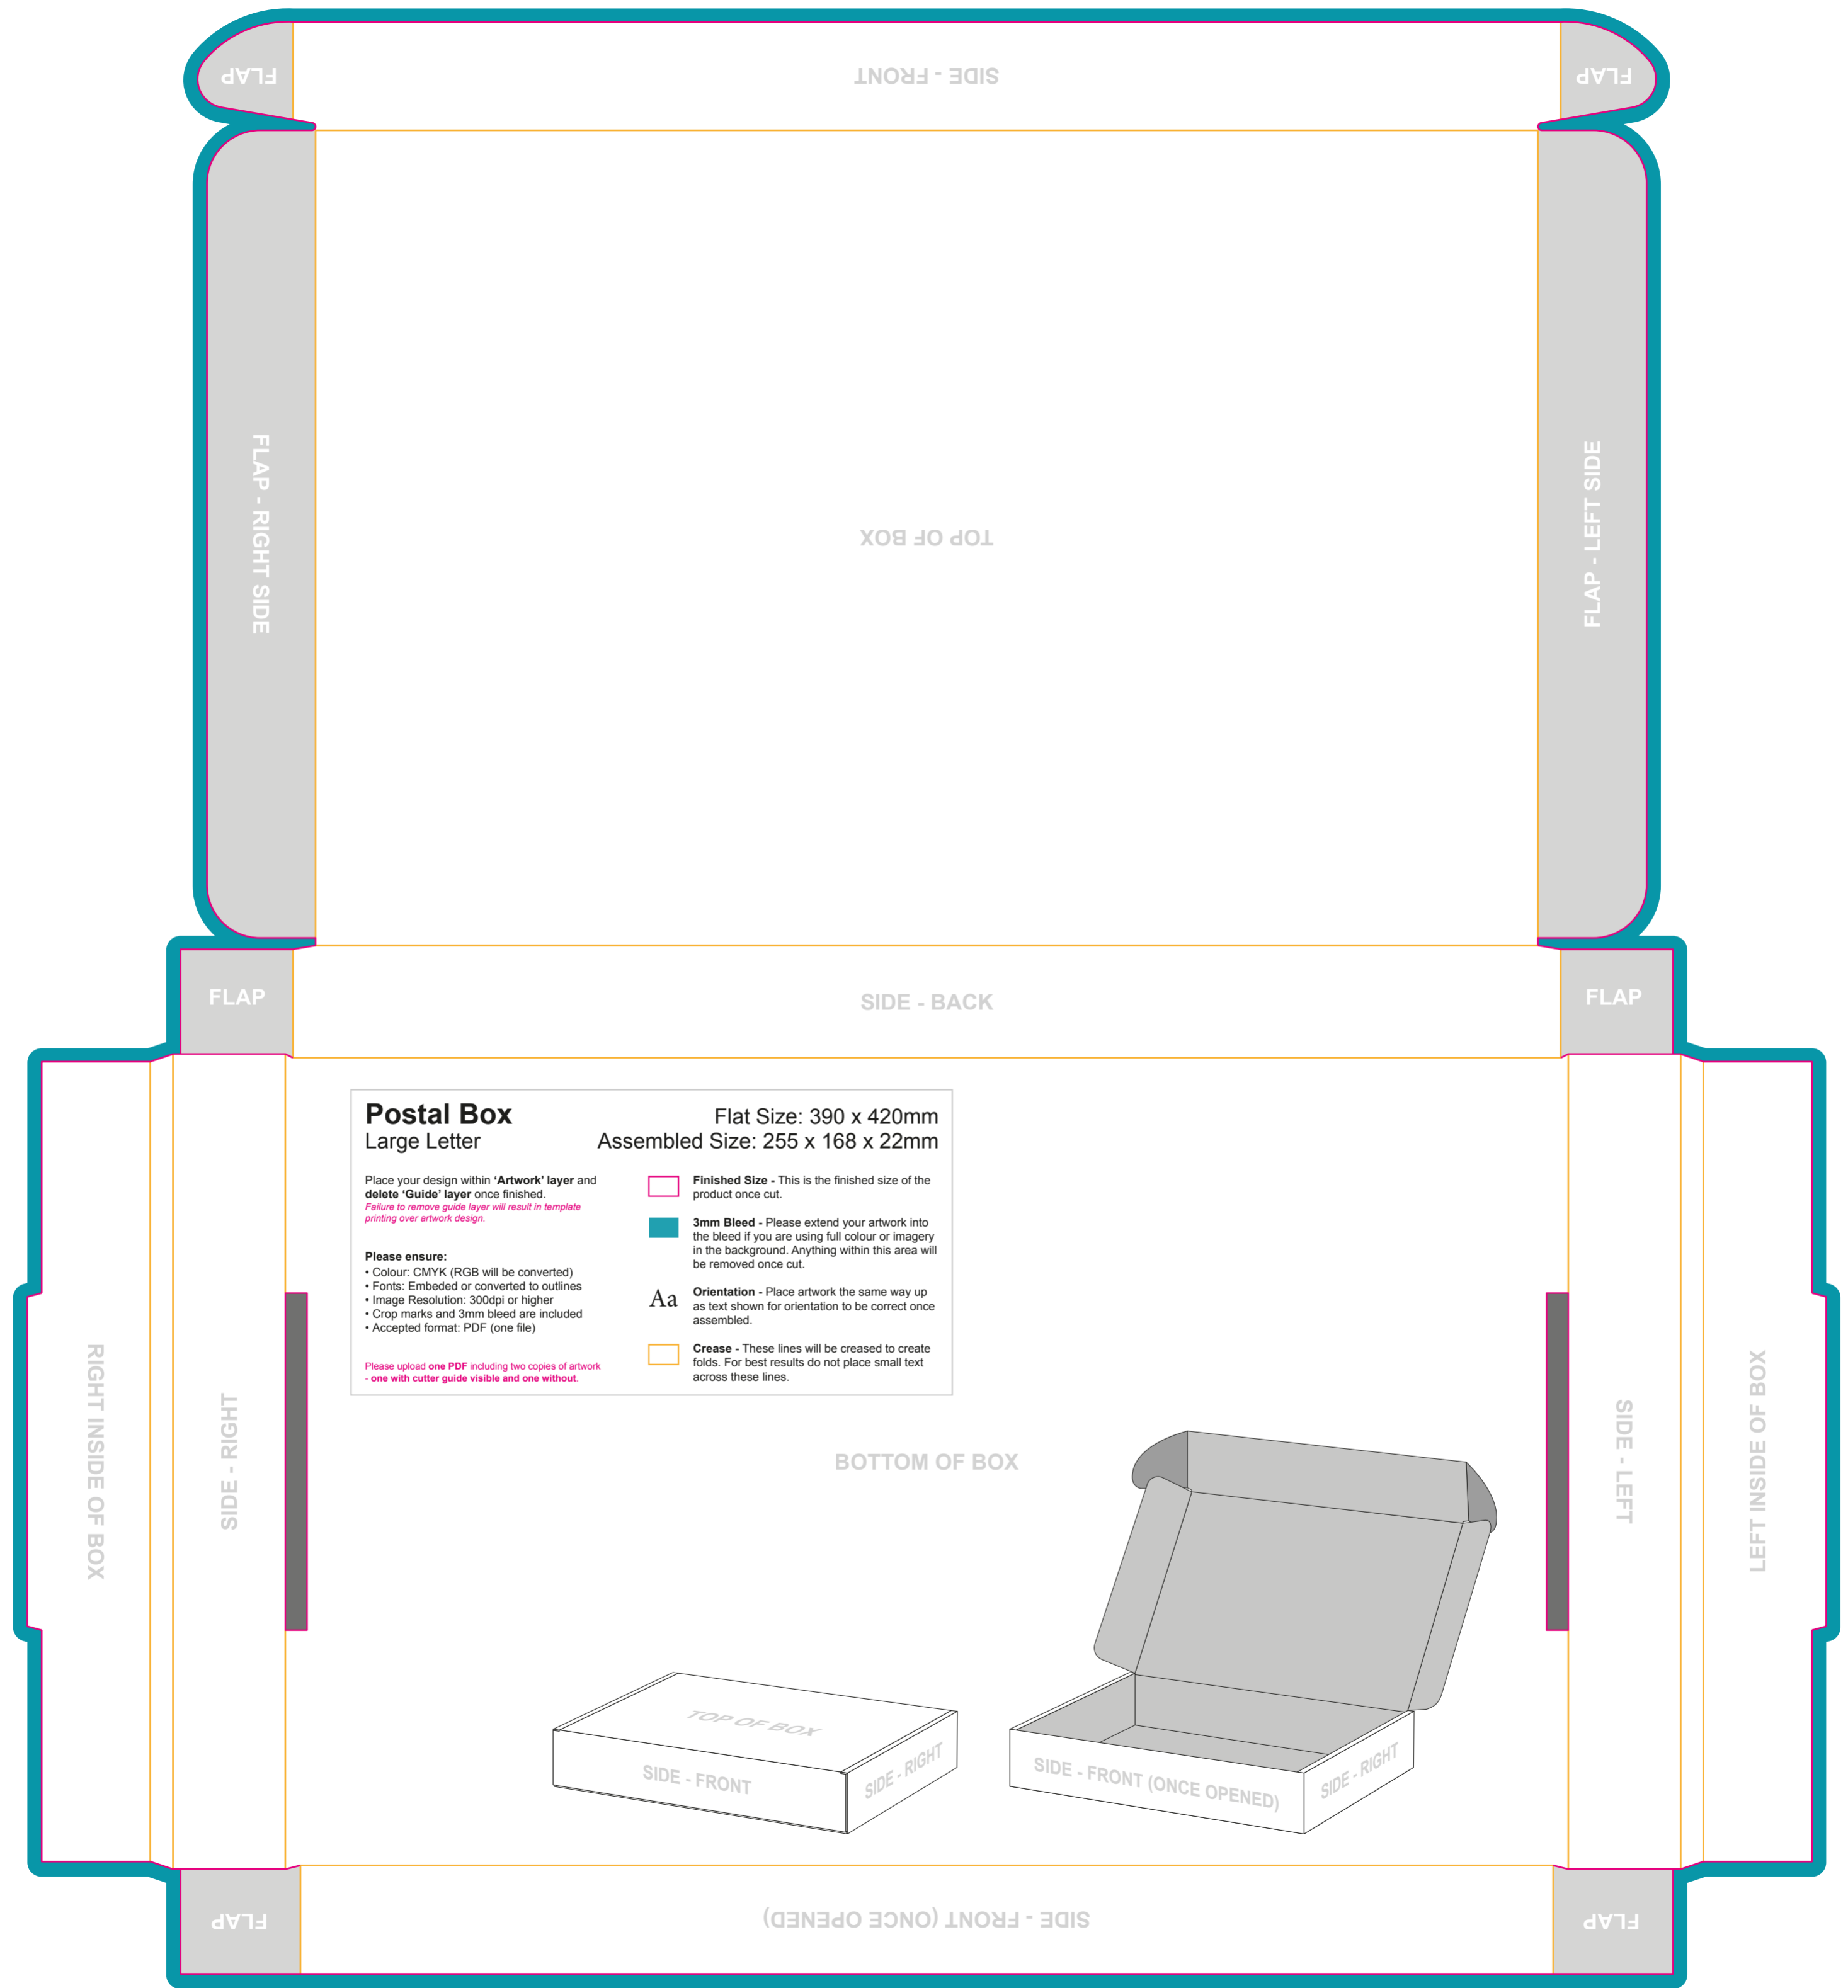 FLAP
SIDE - FRONT
FLAP
FLAP - RIGHT SIDE
TOP OF BOX
FLAP - LEFT SIDE
FLAP
SIDE - BACK
FLAP
Postal Box
Large Letter
Flat Size: 390 x 420mm
Assembled Size: 255 x 168 x 22mm
Place your design within ‘Artwork’ layer and
delete ‘Guide’ layer once finished.
Failure to remove guide layer will result in template
printing over artwork design.
Please ensure:
• Colour: CMYK (RGB will be converted)
• Fonts: Embeded or converted to outlines
• Image Resolution: 300dpi or higher
• Crop marks and 3mm bleed are included
• Accepted format: PDF (one file)
Please upload one PDF including two copies of artwork
- one with cutter guide visible and one without.
Finished Size - This is the finished size of the
product once cut.
3mm Bleed - Please extend your artwork into
the bleed if you are using full colour or imagery
in the background. Anything within this area will
be removed once cut.
Aa
Orientation - Place artwork the same way up
as text shown for orientation to be correct once
assembled.
Crease - These lines will be creased to create
folds. For best results do not place small text
across these lines.
RIGHT INSIDE OF BOX
SIDE - RIGHT
BOTTOM OF BOX
SIDE - LEFT
LEFT INSIDE OF BOX
TOP OF BOX
SIDE - FRONT
SIDE - RIGHT
SIDE - FRONT (ONCE OPENED)
SIDE - RIGHT
FLAP
SIDE - FRONT (ONCE OPENED)
FLAP